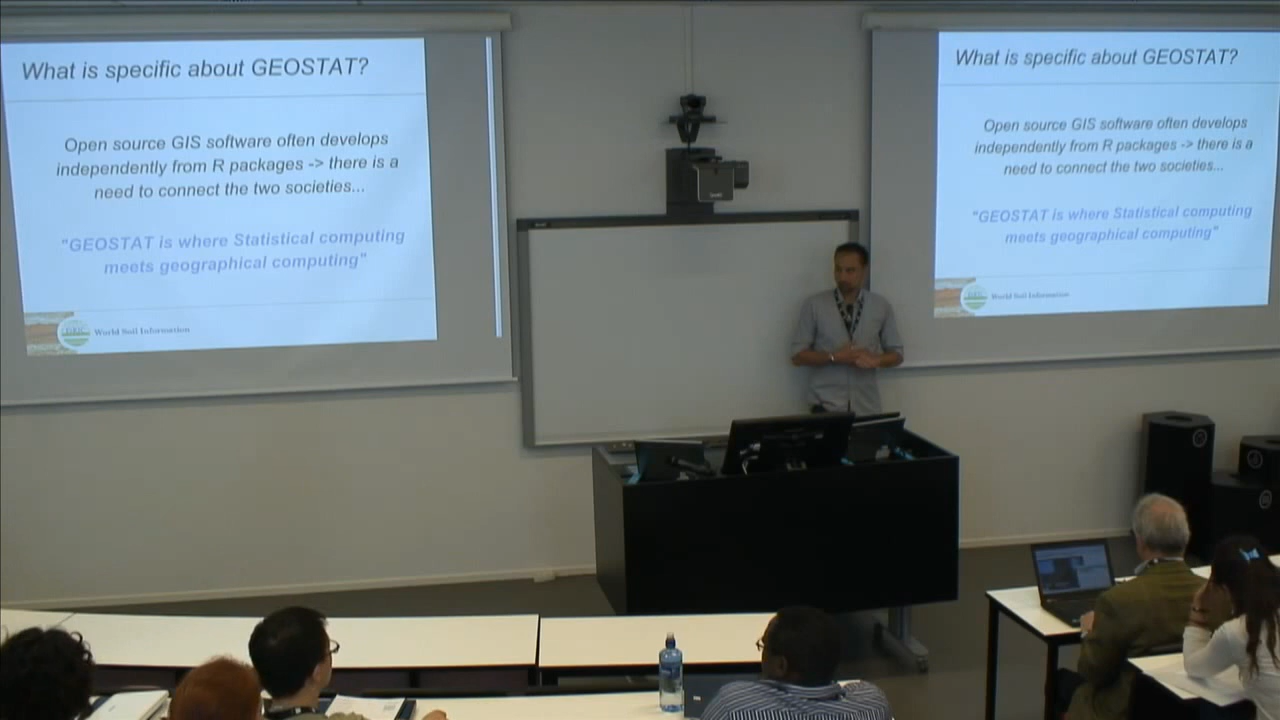 What is specific about GEOSTAT?
Open source GIS software often develops
independently from R packages -> there is a
need to connect the two societies...
"GEOSTAT is where Statistical computing
meets geographical computing"
World Soil Information
What is specific about GEOSTAT?
Open source GIS software often develops
independently from R packages -> there is a
need to connect the two societies...
"GEOSTAT is where Statistical computing
meets geographical computing"
World Soil Information